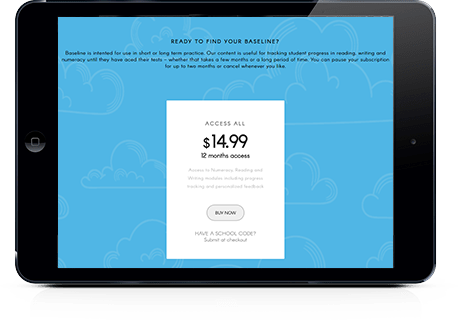 READY TO FIND YOUR BASELINE?
Baseline is intended for use in short or long term practice. Our content is useful for tracking student progress in reading, writing and
numeracy until they have aced their tests – whether that takes a few months or a long period of time. You can pause your subscription
for up to two months or cancel whenever you like.
ACCESS ALL
$14.99
12 months access
Access to Numeracy, Reading and
Writing modules including progress
tracking and personalised feedback
BUY NOW
HAVE A SCHOOL CODE?
Submit at checkout